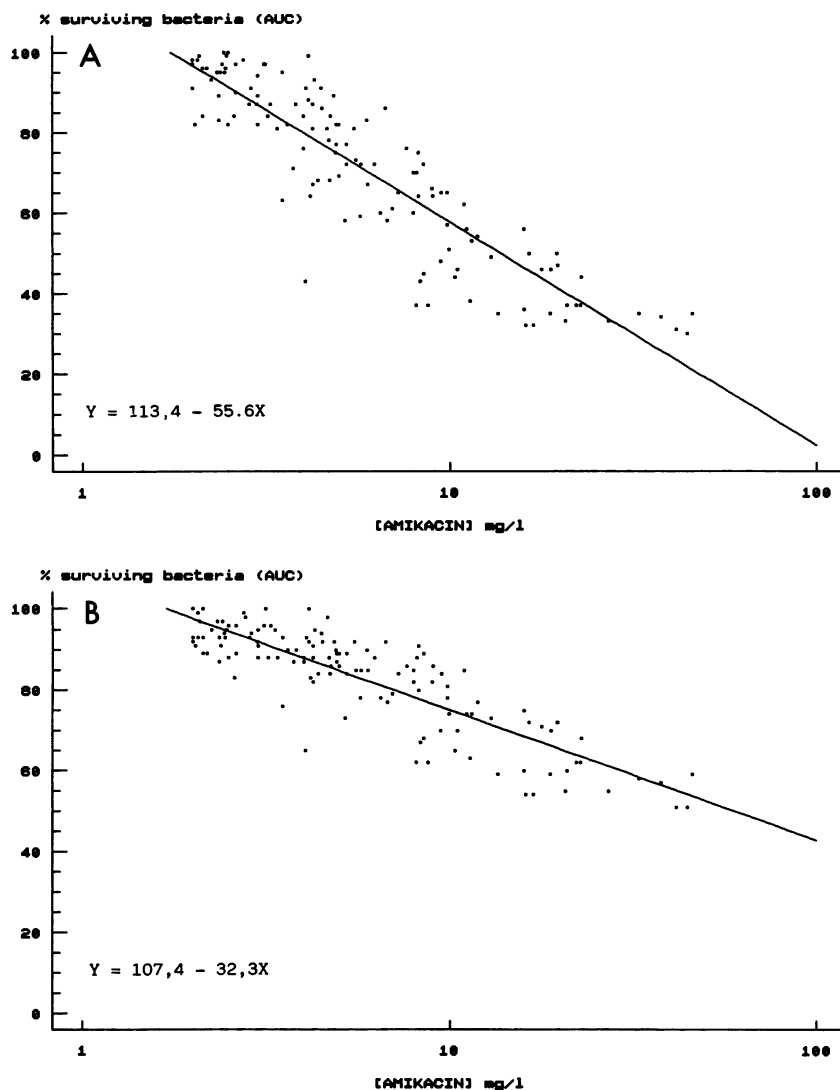 % surviving bacteria (AUC)
A
100
80
60
40
20
0
Y = 113,4 - 55.6X
1 10 100
[AMIKACIN] mg/l
% surviving bacteria (AUC)
B
100
80
60
40
20
0
Y = 107,4 - 32,3X
1 10 100
[AMIKACIN] mg/l